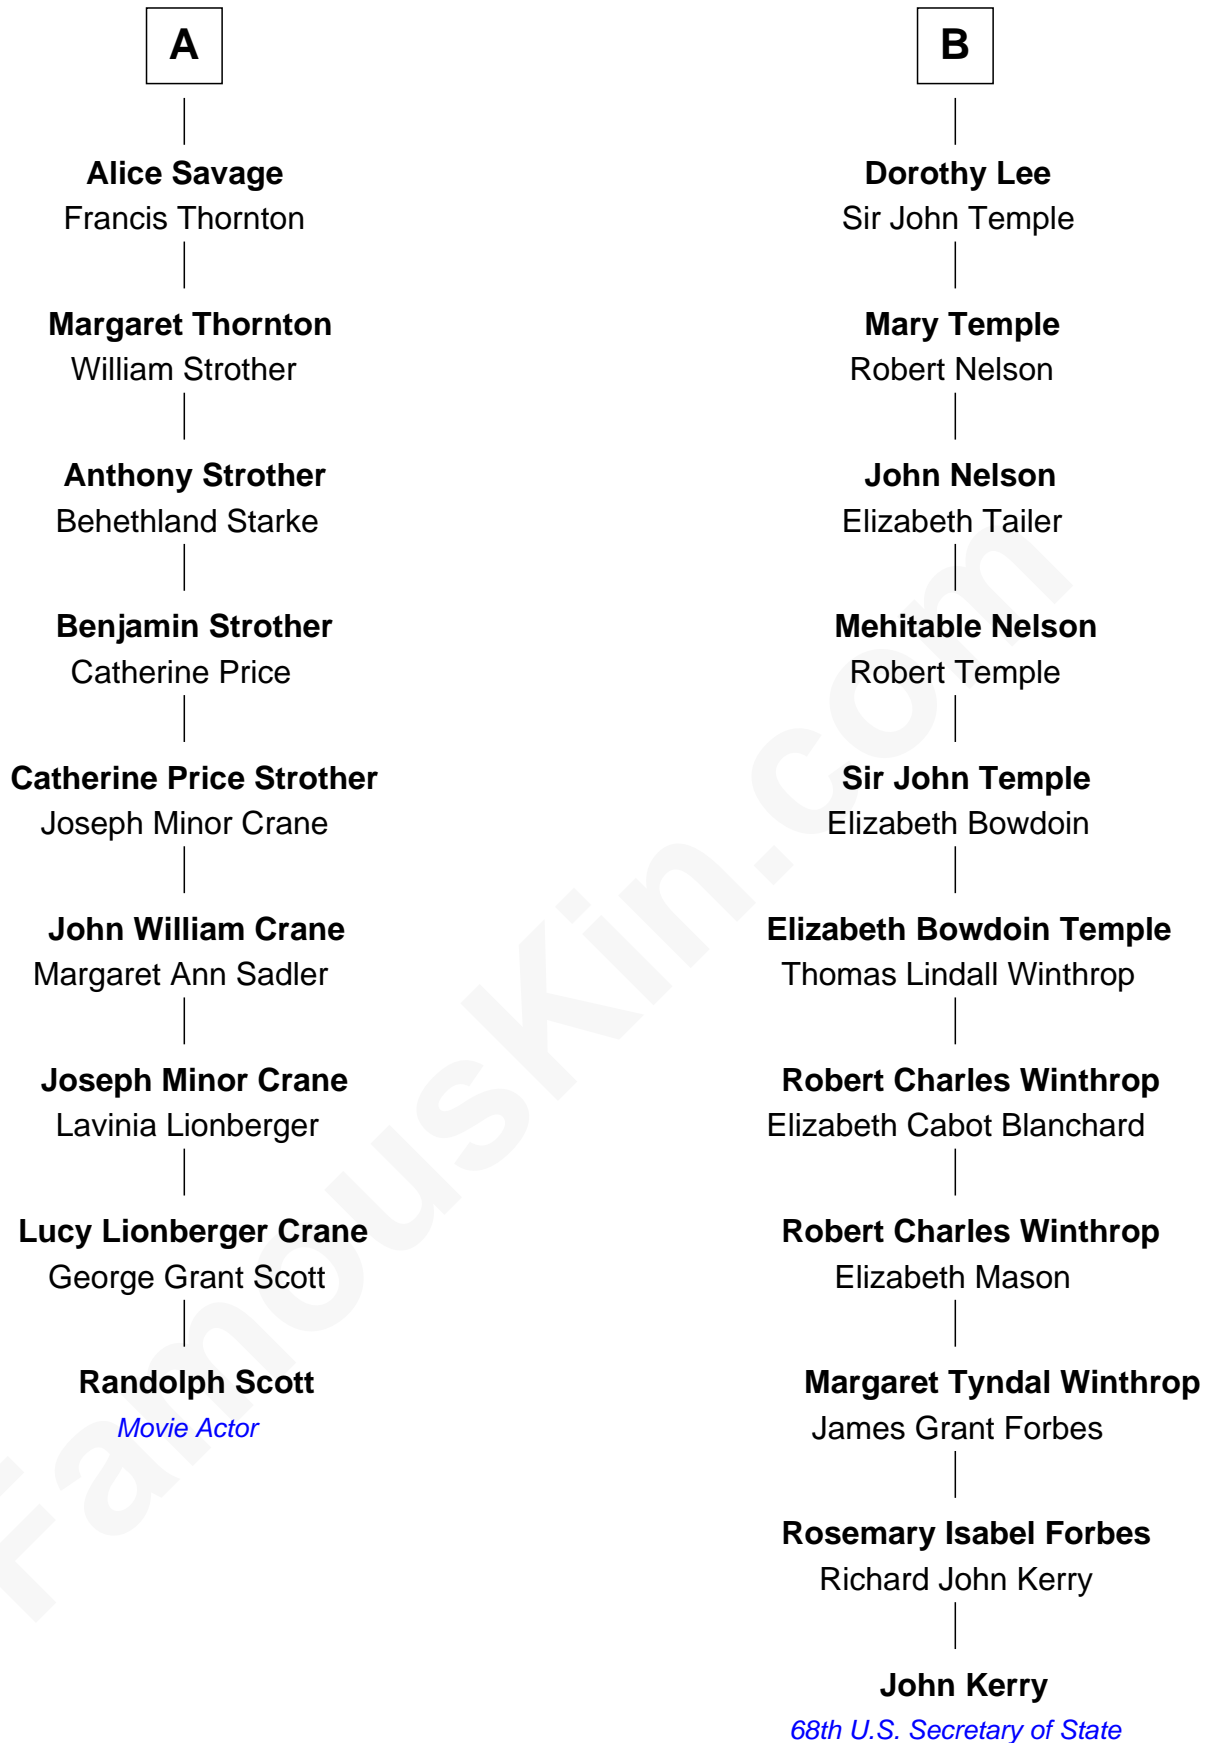 A
Alice Savage
Francis Thornton
Margaret Thornton
William Strother
Anthony Strother
Behethland Starke
Benjamin Strother
Catherine Price
Catherine Price Strother
Joseph Minor Crane
John William Crane
Margaret Ann Sadler
Joseph Minor Crane
Lavinia Lionberger
Lucy Lionberger Crane
George Grant Scott
Randolph Scott
Movie Actor
B
Dorothy Lee
Sir John Temple
Mary Temple
Robert Nelson
John Nelson
Elizabeth Tailer
Mehitable Nelson
Robert Temple
Sir John Temple
Elizabeth Bowdoin
Elizabeth Bowdoin Temple
Thomas Lindall Winthrop
Robert Charles Winthrop
Elizabeth Cabot Blanchard
Robert Charles Winthrop
Elizabeth Mason
Margaret Tyndal Winthrop
James Grant Forbes
Rosemary Isabel Forbes
Richard John Kerry
John Kerry
68th U.S. Secretary of State
FamousKin.com